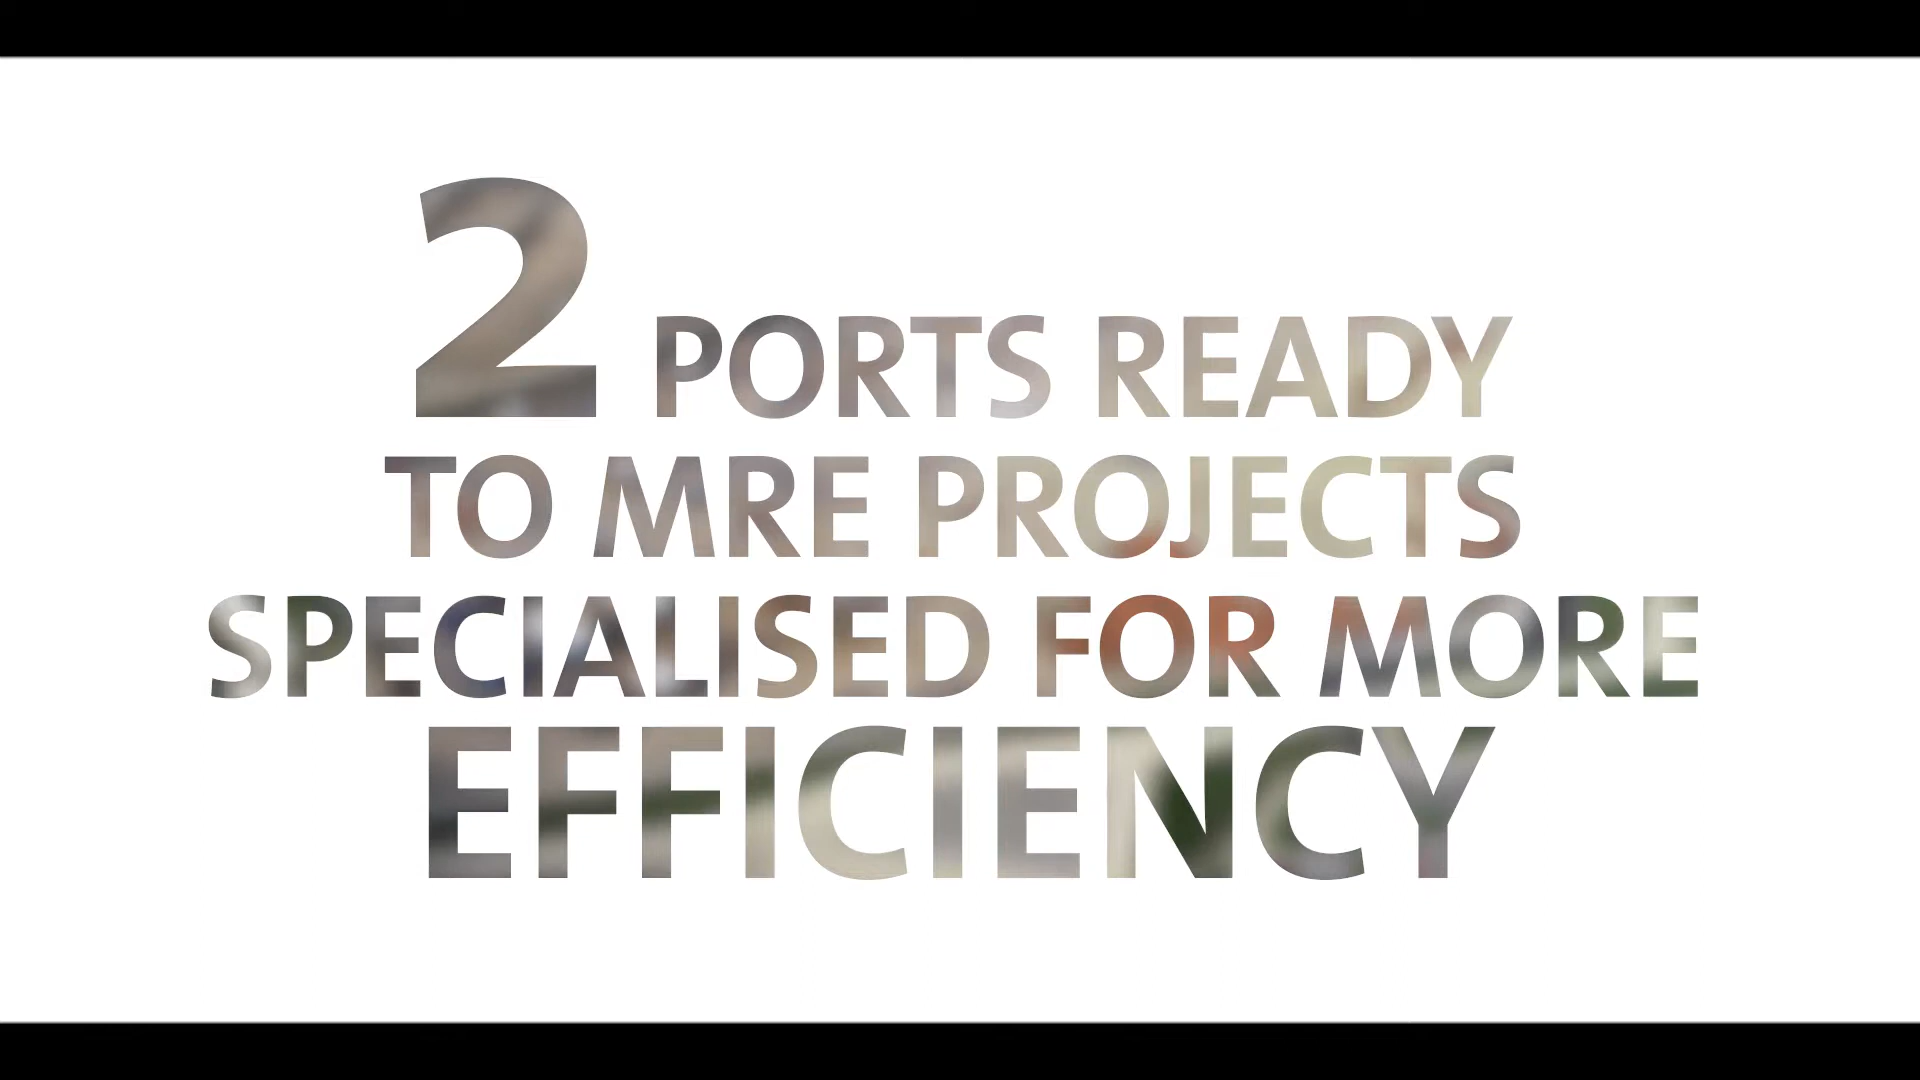 2 PORTS READY
TO MRE PROJECTS
SPECIALISED FOR MORE
EFFICIENCY